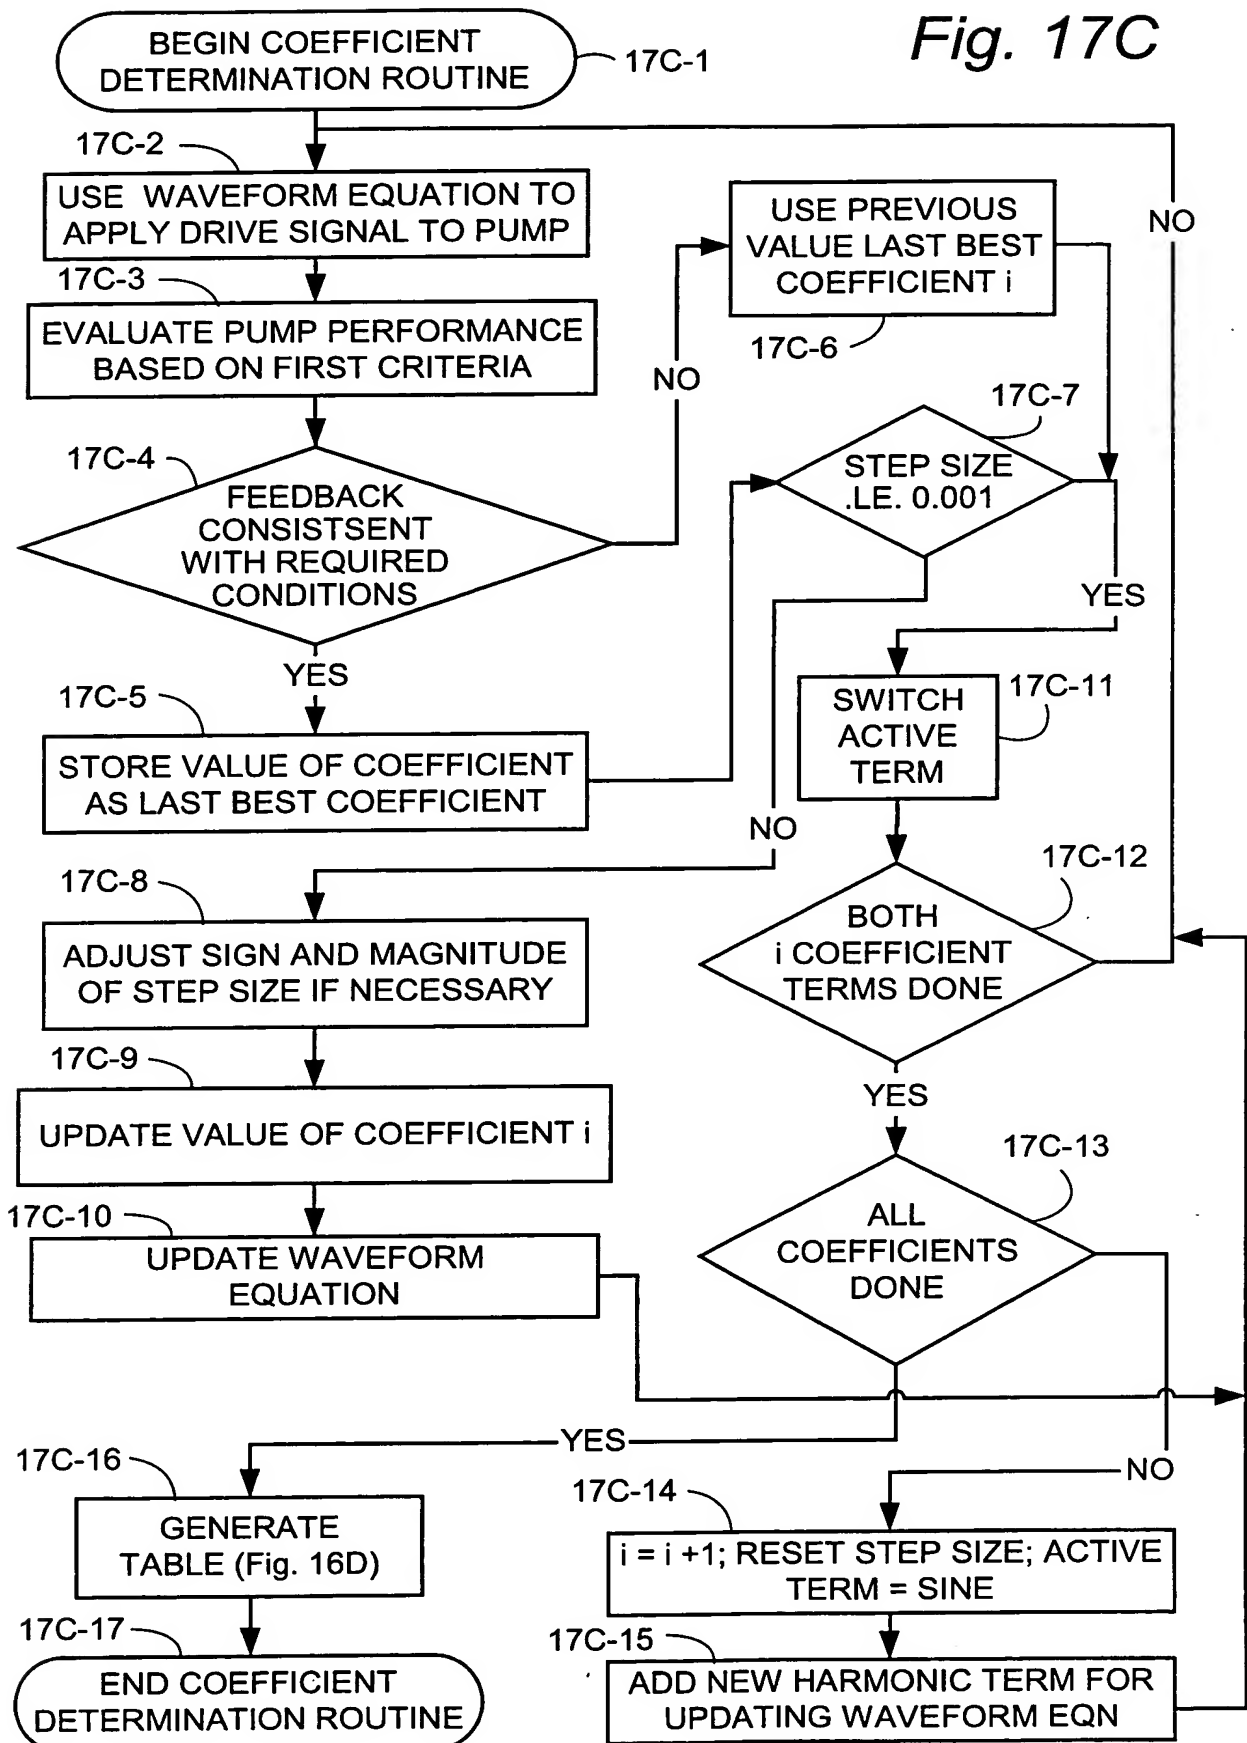 Fig. 17C
BEGIN COEFFICIENT
DETERMINATION ROUTINE
17C-1
17C-2
USE WAVEFORM EQUATION TO
APPLY DRIVE SIGNAL TO PUMP
17C-3
EVALUATE PUMP PERFORMANCE
BASED ON FIRST CRITERIA
17C-4
FEEDBACK
CONSISTSENT
WITH REQUIRED
CONDITIONS
NO
YES
17C-5
STORE VALUE OF COEFFICIENT
AS LAST BEST COEFFICIENT
USE PREVIOUS
VALUE LAST BEST
COEFFICIENT i
17C-6
17C-7
STEP SIZE
.LE. 0.001
YES
NO
17C-8
ADJUST SIGN AND MAGNITUDE
OF STEP SIZE IF NECESSARY
17C-9
UPDATE VALUE OF COEFFICIENT i
17C-10
UPDATE WAVEFORM
EQUATION
17C-11
SWITCH
ACTIVE
TERM
17C-12
BOTH
i COEFFICIENT
TERMS DONE
NO
YES
17C-13
ALL
COEFFICIENTS
DONE
YES
NO
17C-14
i = i +1; RESET STEP SIZE; ACTIVE
TERM = SINE
17C-15
ADD NEW HARMONIC TERM FOR
UPDATING WAVEFORM EQN
17C-16
GENERATE
TABLE (Fig. 16D)
17C-17
END COEFFICIENT
DETERMINATION ROUTINE